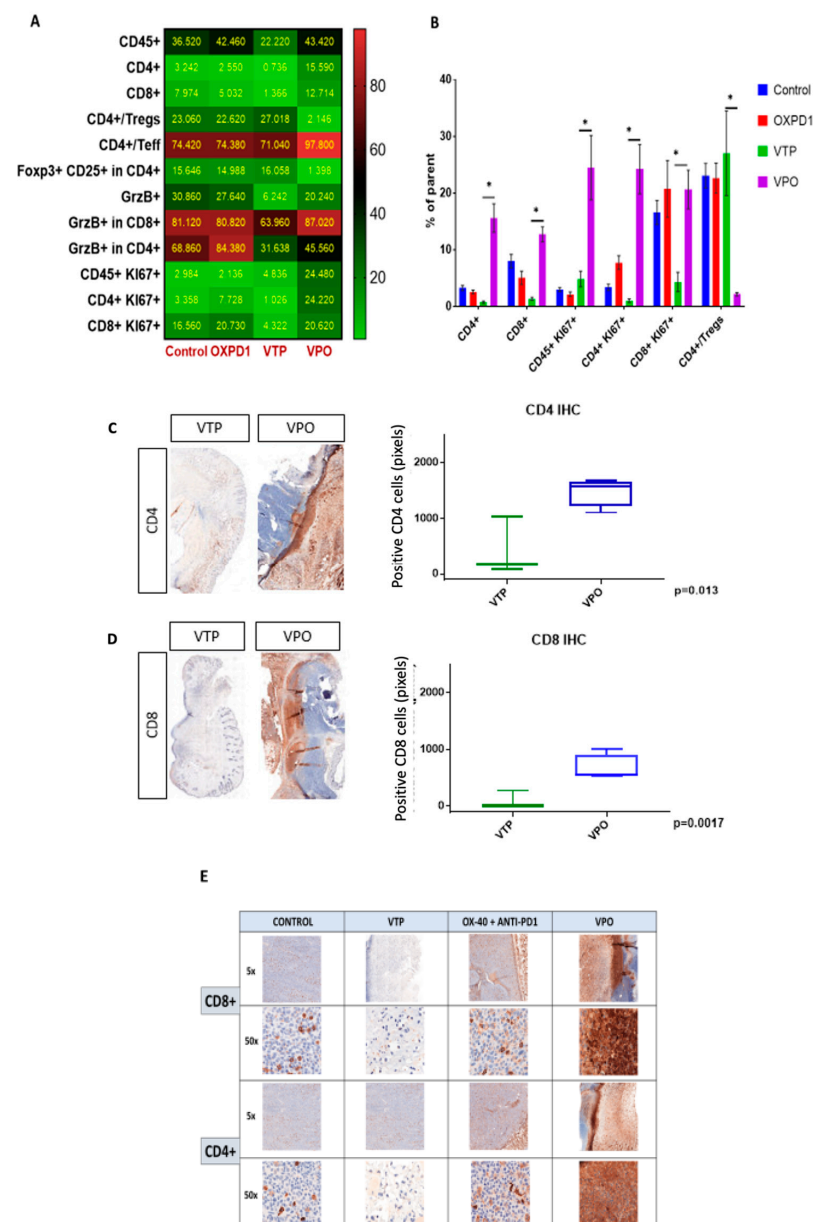 A
CD45+ 36.520 42.460 22.220 43.420
CD4+ 3.242 2.550 0.736 15.590
CD8+ 7.974 5.032 1.366 12.714
CD4+/Tregs 23.060 22.620 27.018 2.146
CD4+/Teff 74.420 74.380 71.040 97.800
Foxp3+ CD25+ in CD4+ 15.646 14.988 16.058 1.398
GrzB+ 30.860 27.640 6.242 20.240
GrzB+ in CD8+ 81.120 80.820 63.960 87.020
GrzB+ in CD4+ 68.860 84.380 31.638 45.560
CD45+ KI67+ 2.984 2.136 4.836 24.480
CD4+ KI67+ 3.358 7.728 1.026 24.220
CD8+ KI67+ 16.560 20.730 4.322 20.620
Control OXPD1 VTP VPO
80
60
40
20
B
% of parent
40
30
20
10
0
* * * * * *
CD4+ CD8+ CD45+ KI67+ CD4+ KI67+ CD8+ KI67+ CD4+/Tregs
Control
OXPD1
VTP
VPO
C
VTP VPO
CD4
CD4 IHC
Positive CD4 cells (pixels)
2000
1000
0
VTP VPO
p=0.013
D
VTP VPO
CD8
CD8 IHC
Positive CD8 cells (pixels)
2000
1000
0
VTP VPO
p=0.0017
E
CONTROL VTP OX-40 + ANTI-PD1 VPO
CD8+
5x
50x
CD4+
5x
50x